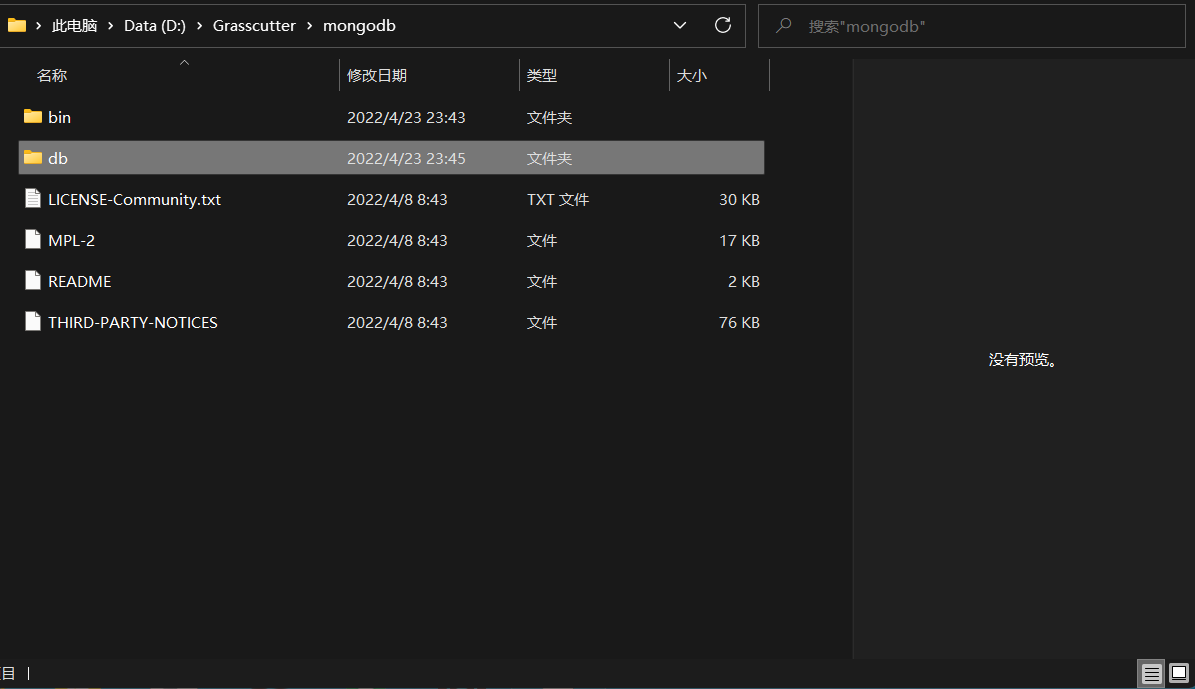 此电脑 › Data (D:) › Grasscutter › mongodb
搜索"mongodb"
名称 修改日期 类型 大小
bin 2022/4/23 23:43 文件夹
db 2022/4/23 23:45 文件夹
LICENSE-Community.txt 2022/4/8 8:43 TXT 文件 30 KB
MPL-2 2022/4/8 8:43 文件 17 KB
README 2022/4/8 8:43 文件 2 KB
THIRD-PARTY-NOTICES 2022/4/8 8:43 文件 76 KB
没有预览。
目